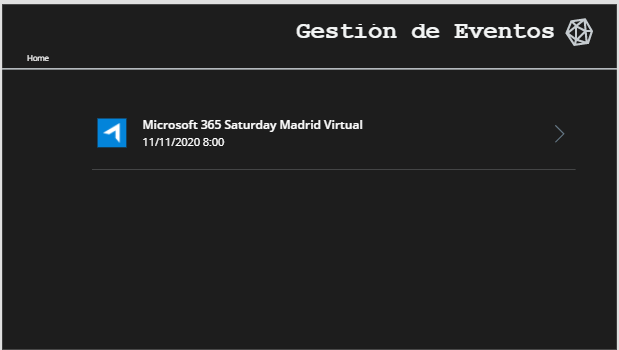 Gestión de Eventos
Home
Microsoft 365 Saturday Madrid Virtual
11/11/2020 8:00